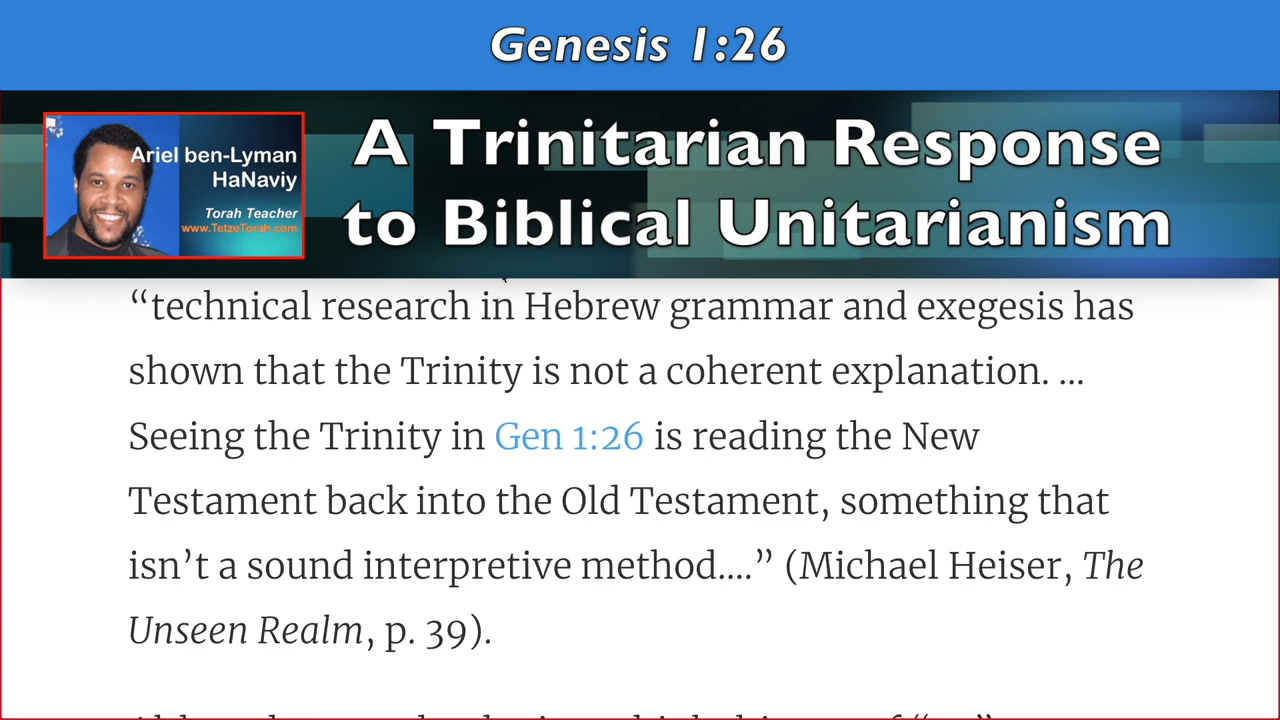 Genesis 1:26
Ariel ben-Lyman
HaNaviy
Torah Teacher
www.TetzeTorah.com
A Trinitarian Response
to Biblical Unitarianism
“technical research in Hebrew grammar and exegesis has
shown that the Trinity is not a coherent explanation. ...
Seeing the Trinity in Gen 1:26 is reading the New
Testament back into the Old Testament, something that
isn’t a sound interpretive method....” (Michael Heiser, The
Unseen Realm, p. 39).